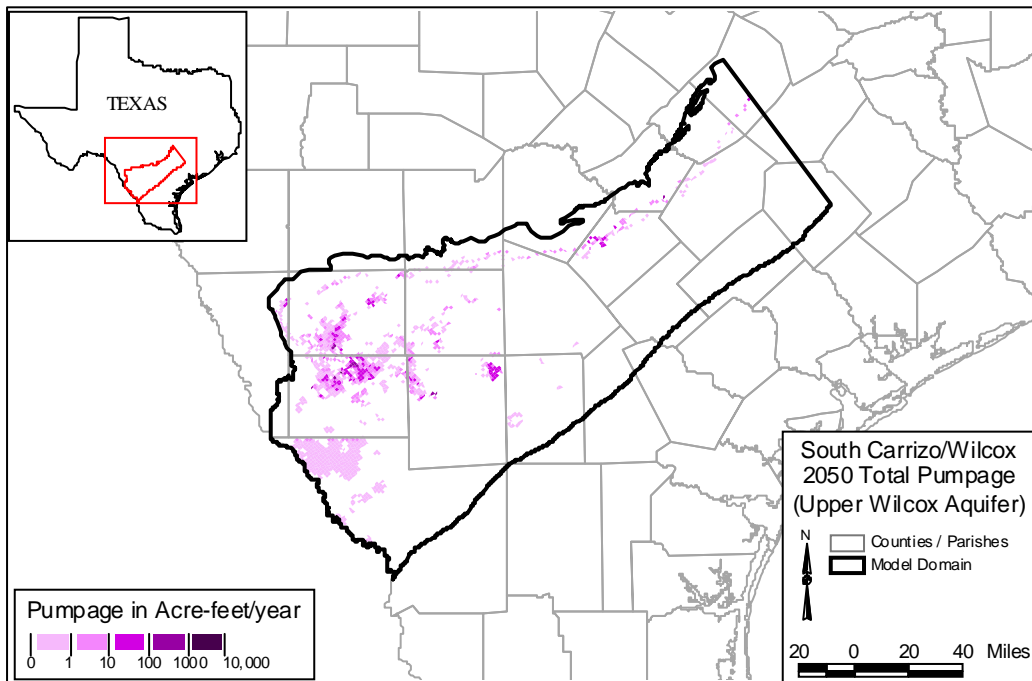 TEXAS
South Carrizo/Wilcox
2050 Total Pumpage
(Upper Wilcox Aquifer)
N
Counties / Parishes
Model Domain
20 0 20 40 Miles
Pumpage in Acre-feet/year
0 1 10 100 1000 10,000